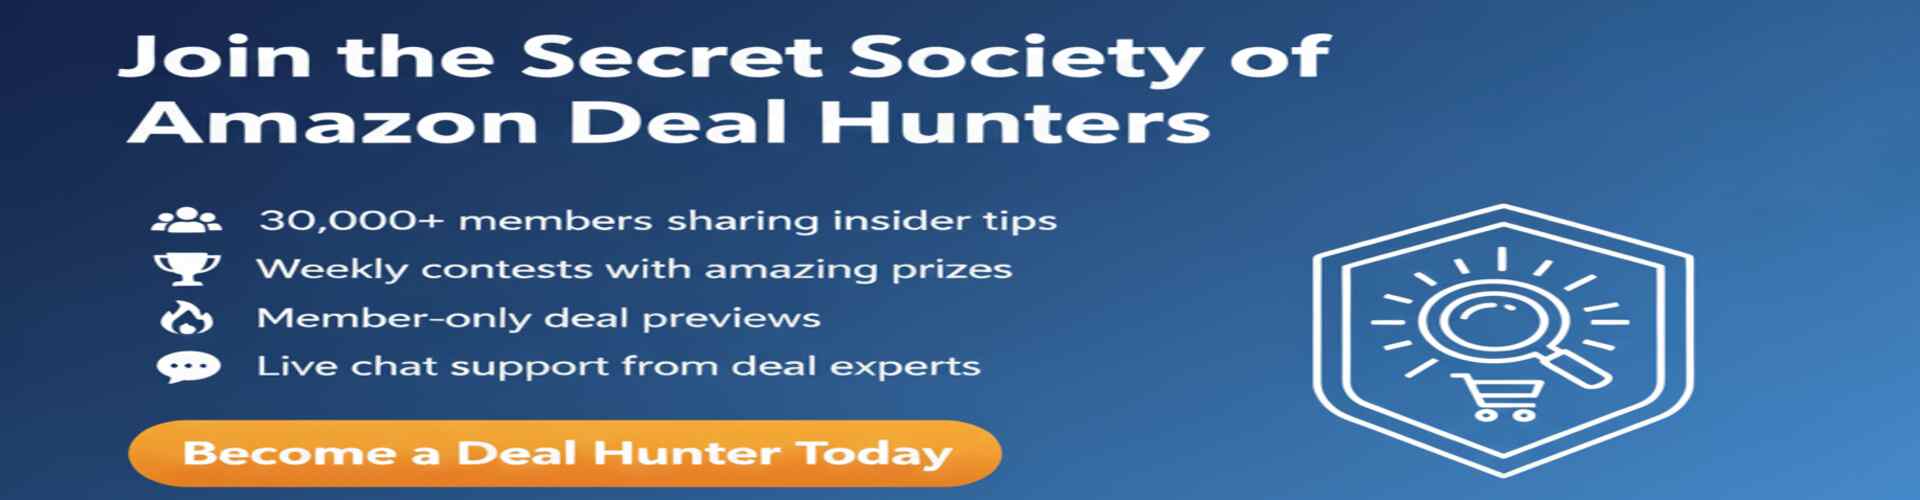 Join the Secret Society of
Amazon Deal Hunters
30,000+ members sharing insider tips
Weekly contests with amazing prizes
Member-only deal previews
Live chat support from deal experts
Become a Deal Hunter Today